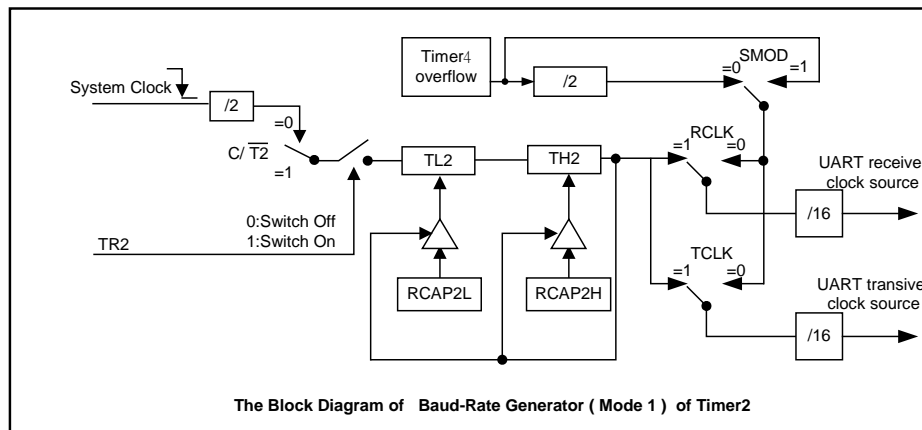 Timer4
overflow
SMOD
=0
=1
/2
System Clock
/2
=0
C/ T2
=1
TL2
TH2
RCLK
=1
=0
UART receive
clock source
/16
0:Switch Off
1:Switch On
TR2
RCAP2L
RCAP2H
TCLK
=1
=0
UART transive
clock source
/16
The Block Diagram of Baud-Rate Generator ( Mode 1 ) of Timer2